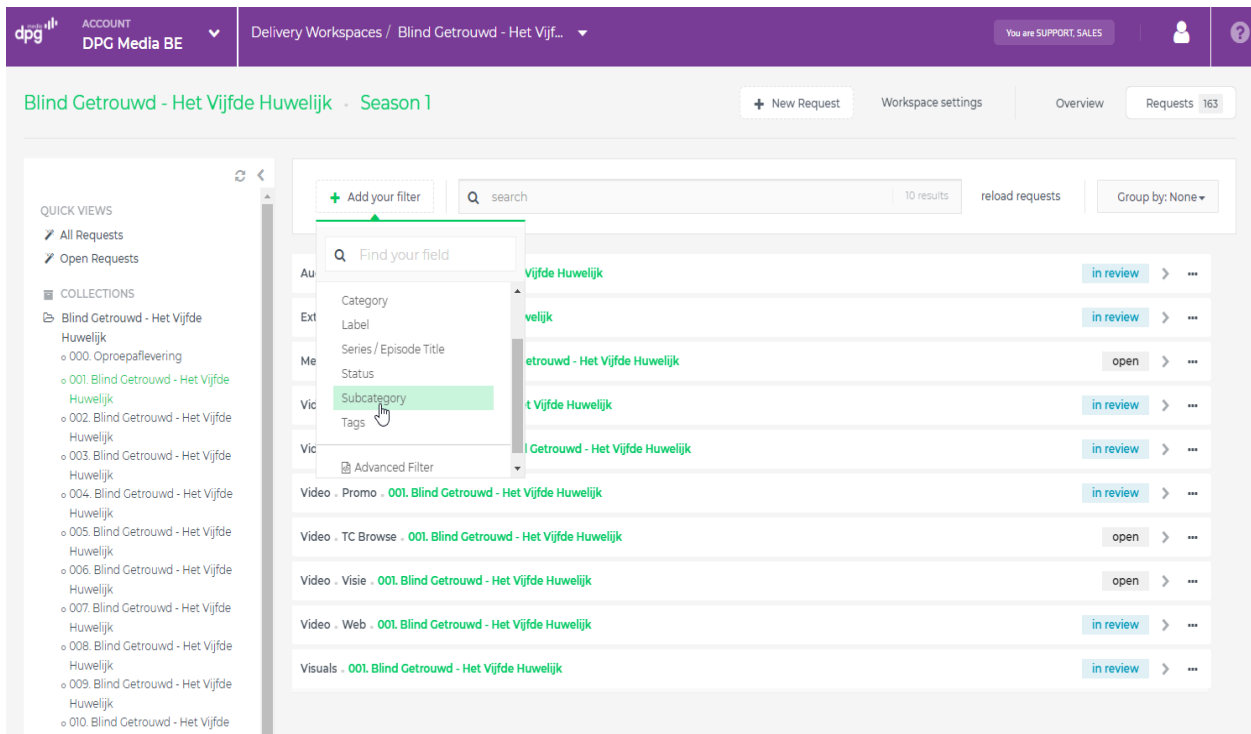 dpg media
ACCOUNT
DPG Media BE
Delivery Workspaces / Blind Getrouwd - Het Vijf...
You are SUPPORT, SALES
?
Blind Getrouwd - Het Vijfde Huwelijk · Season 1
+ New Request
Workspace settings
Overview
Requests 163
QUICK VIEWS
All Requests
Open Requests
COLLECTIONS
Blind Getrouwd - Het Vijfde
Huwelijk
000. Oproepaflevering
001. Blind Getrouwd - Het Vijfde
Huwelijk
002. Blind Getrouwd - Het Vijfde
Huwelijk
003. Blind Getrouwd - Het Vijfde
Huwelijk
004. Blind Getrouwd - Het Vijfde
Huwelijk
005. Blind Getrouwd - Het Vijfde
Huwelijk
006. Blind Getrouwd - Het Vijfde
Huwelijk
007. Blind Getrouwd - Het Vijfde
Huwelijk
008. Blind Getrouwd - Het Vijfde
Huwelijk
009. Blind Getrouwd - Het Vijfde
Huwelijk
010. Blind Getrouwd - Het Vijfde
+ Add your filter
search
10 results
reload requests
Group by: None
Find your field
Category
Label
Series / Episode Title
Status
Subcategory
Tags
Advanced Filter
Au Vijfde Huwelijk in review
Ext welijk in review
Me etrouwd - Het Vijfde Huwelijk open
Vid t Vijfde Huwelijk in review
Vid l Getrouwd - Het Vijfde Huwelijk in review
Video · Promo · 001. Blind Getrouwd - Het Vijfde Huwelijk in review
Video · TC Browse · 001. Blind Getrouwd - Het Vijfde Huwelijk open
Video · Visie · 001. Blind Getrouwd - Het Vijfde Huwelijk open
Video · Web · 001. Blind Getrouwd - Het Vijfde Huwelijk in review
Visuals · 001. Blind Getrouwd - Het Vijfde Huwelijk in review